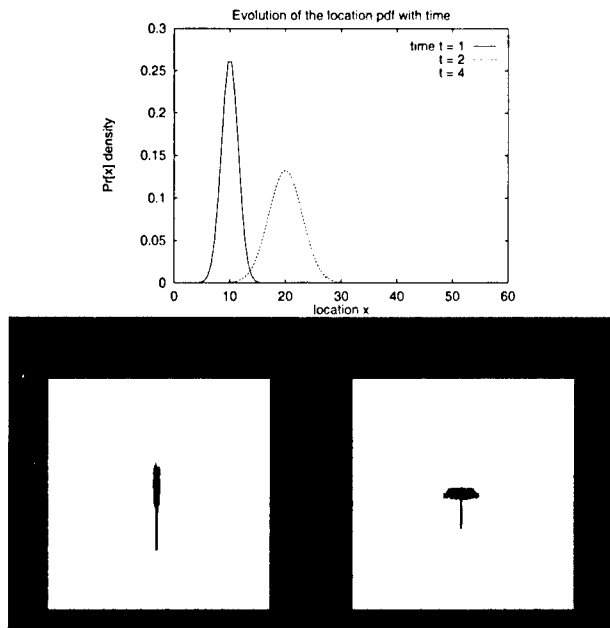 Evolution of the location pdf with time
time t = 1
t = 2
t = 4
0.3
0.25
0.2
0.15
0.1
0.05
0
Pr[x] density
0 10 20 30 40 50 60
location x